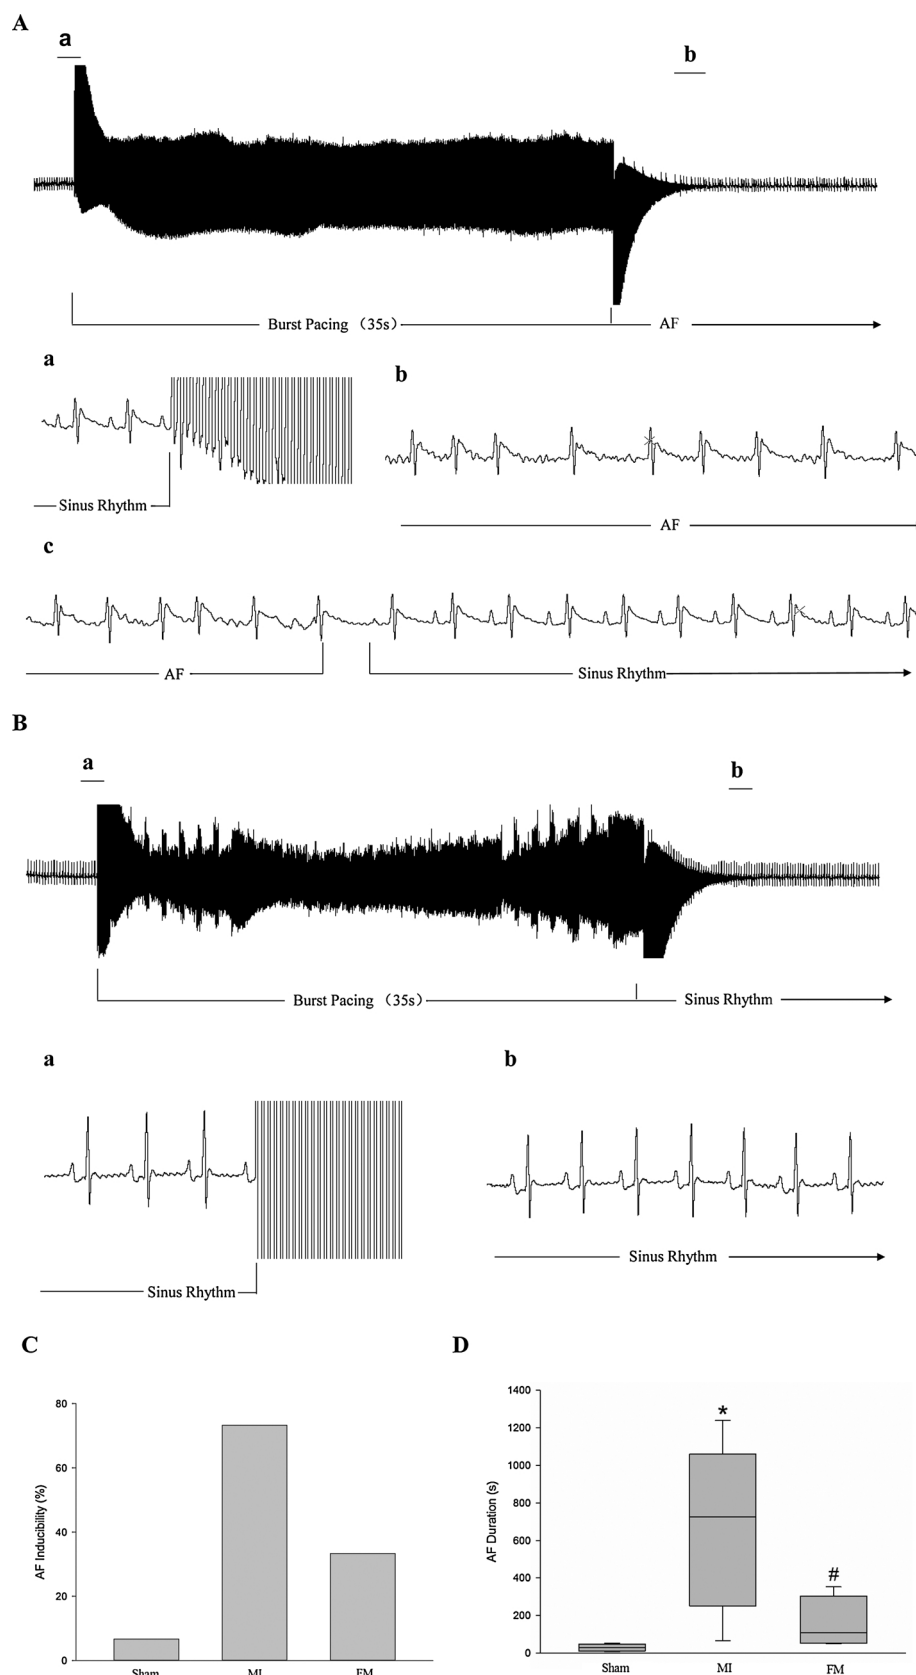 A
a
b
Burst Pacing （35s）
AF
a
b
Sinus Rhythm
AF
c
AF
Sinus Rhythm
B
a
b
Burst Pacing （35s）
Sinus Rhythm
a
b
Sinus Rhythm
Sinus Rhythm
C
D
AF Inducibility (%)
80
60
40
20
0
Sham
MI
FM
AF Duration (s)
1400
1200
1000
800
600
400
200
0
*
#
Sham
MI
FM